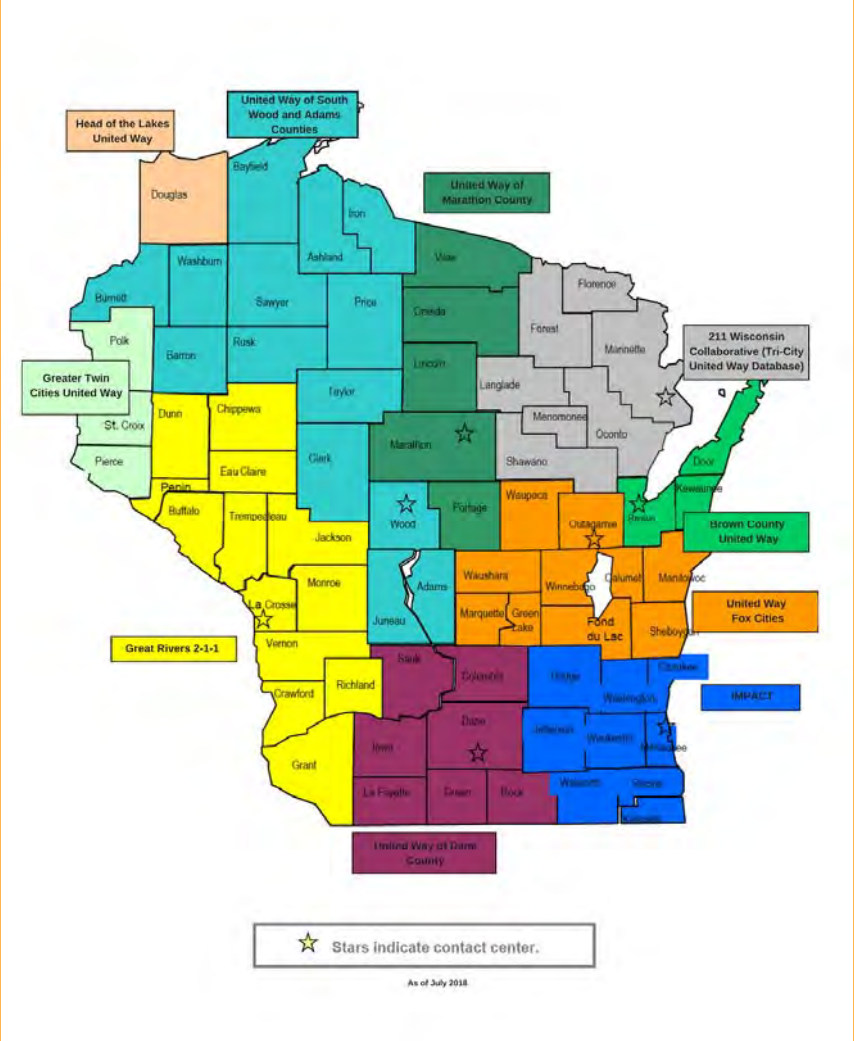 United Way of South
Wood and Adams
Counties
Head of the Lakes
United Way
Bayfield
United Way of
Marathon County
Douglas
Iron
Ashland
Washburn
Vilas
Florence
Burnett
Sawyer
Price
Oneida
Forest
Polk
Rusk
Marinette
211 Wisconsin
Collaborative (Tri-City
United Way Database)
Barron
Lincoln
Greater Twin
Cities United Way
Taylor
Langlade
Dunn
Chippewa
Menomonee
St. Croix
Marathon
Oconto
Clark
Pierce
Eau Claire
Shawano
Door
Pepin
Kewaunee
Waupaca
Buffalo
Trempealeau
Wood
Portage
Outagamie
Brown County
United Way
Jackson
Monroe
Adams
Waushara
Winnebago
Calumet
Manitowoc
La Crosse
Juneau
Marquette
Green
Lake
Fond
du Lac
Sheboygan
United Way
Fox Cities
Great Rivers 2-1-1
Vernon
Sauk
Columbia
Dodge
Washington
IMPACT
Richland
Crawford
Dane
Jefferson
Waukesha
Milwaukee
Iowa
Grant
La Fayette
Green
Rock
Walworth
Racine
United Way of Dane
County
Stars indicate contact center.
As of July 2018